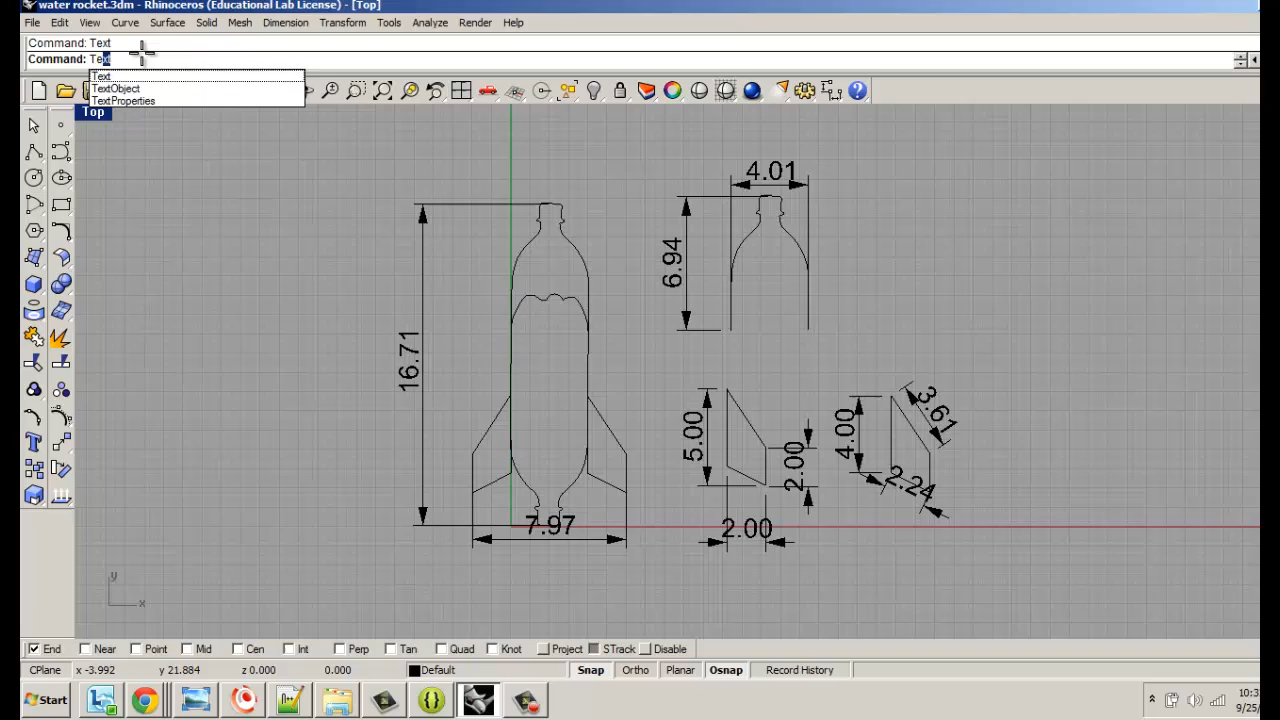 water rocket.3dm - Rhinoceros (Educational Lab License) - [Top]
File Edit View Curve Surface Solid Mesh Dimension Transform Tools Analyze Render Help
Command: Text
Command: Text
Text
TextObject
TextProperties
Top
4.01
6.94
16.71
3.61
4.00
5.00
2.00
2.24
7.97
2.00
y
x
End Near Point Mid Cen Int Perp Tan Quad Knot Project STrack Disable
CPlane x -3.992 y 21.884 z 0.000 0.000 Default Snap Ortho Planar Osnap Record History
Start
10:3
9/25/